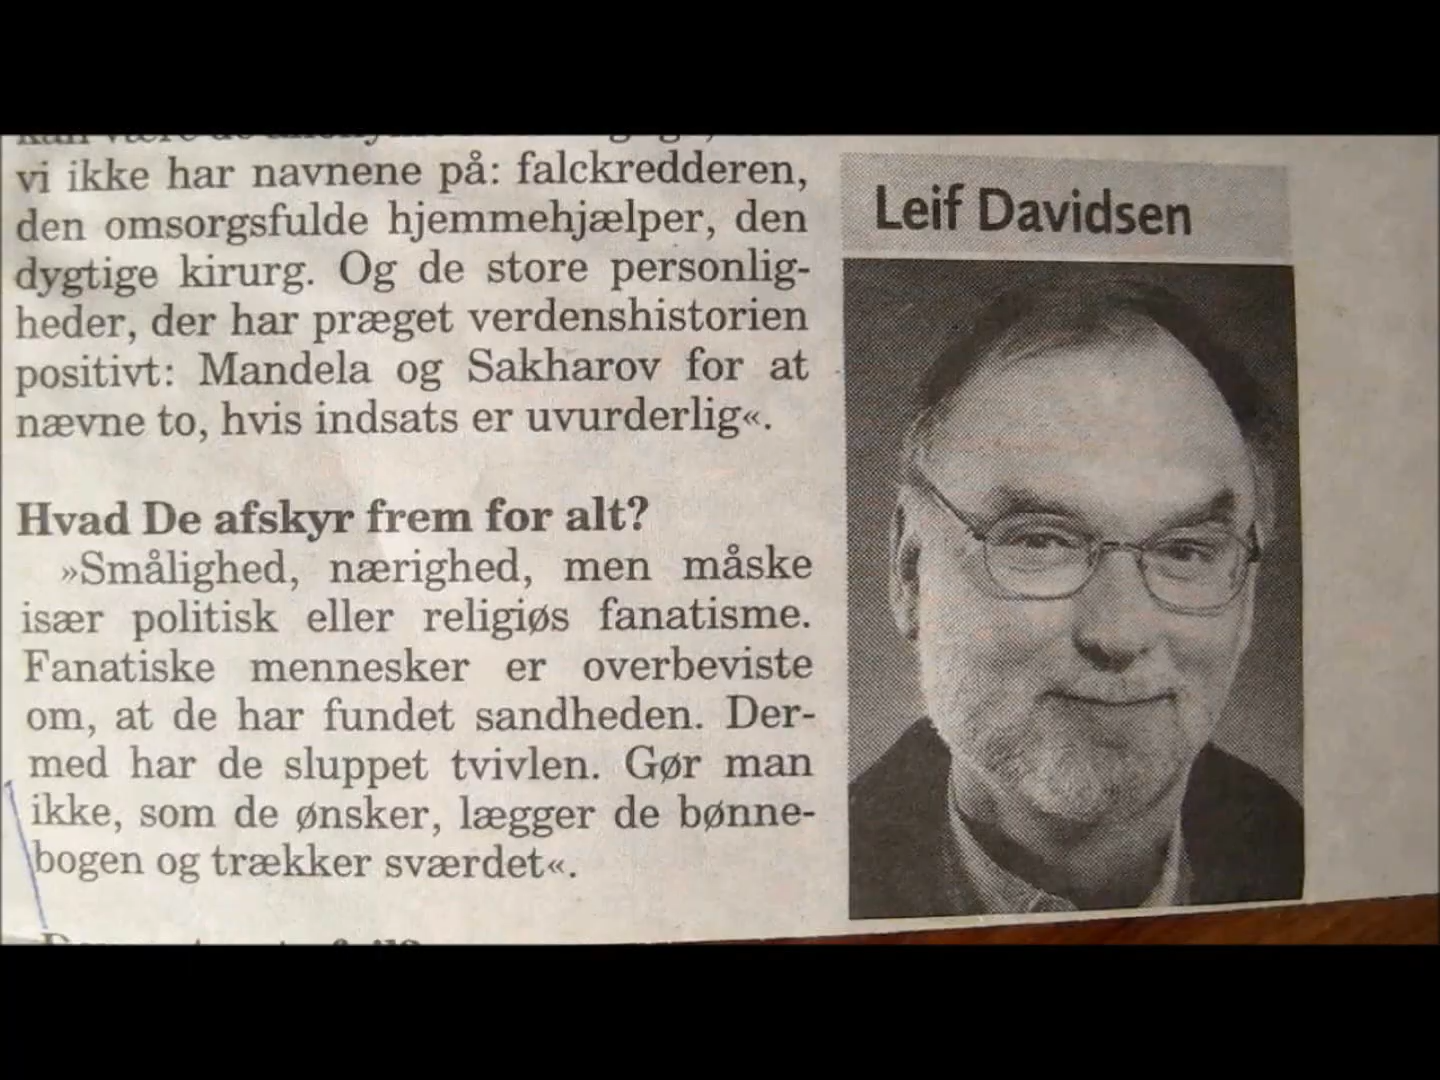 vi ikke har navnene på: falckredderen,
den omsorgsfulde hjemmehjælper, den
dygtige kirurg. Og de store personlig-
heder, der har præget verdenshistorien
positivt: Mandela og Sakharov for at
nævne to, hvis indsats er uvurderlig«.
Hvad De afskyr frem for alt?
»Smålighed, nærighed, men måske
især politisk eller religiøs fanatisme.
Fanatiske mennesker er overbeviste
om, at de har fundet sandheden. Der-
med har de sluppet tvivlen. Gør man
ikke, som de ønsker, lægger de bønne-
bogen og trækker sværdet«.
Leif Davidsen